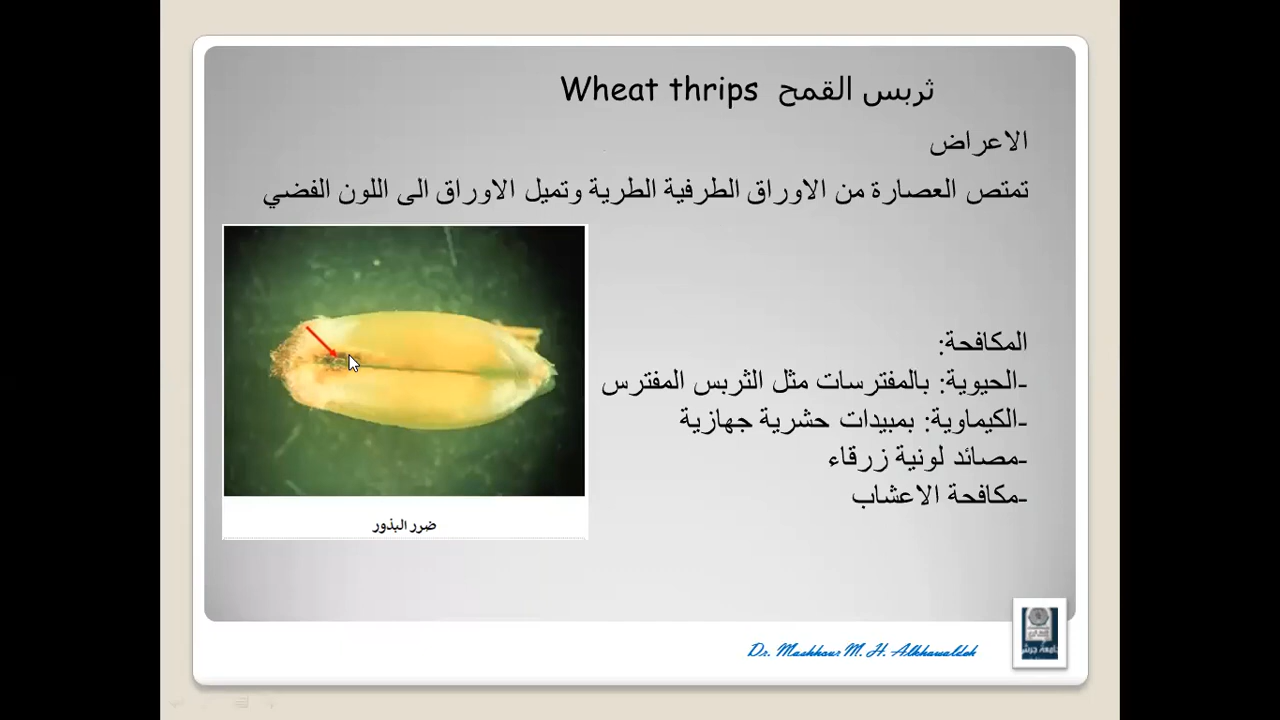 ثربس القمح Wheat thrips
الاعراض
تمتص العصارة من الاوراق الطرفية الطرية وتميل الاوراق الى اللون الفضي
المكافحة:
-الحيوية: بالمفترسات مثل الثربس المفترس
-الكيماوية: بمبيدات حشرية جهازية
-مصائد لونية زرقاء
-مكافحة الاعشاب
ضرر البذور
Dr. Mashhour M. H. Alkhawaldeh